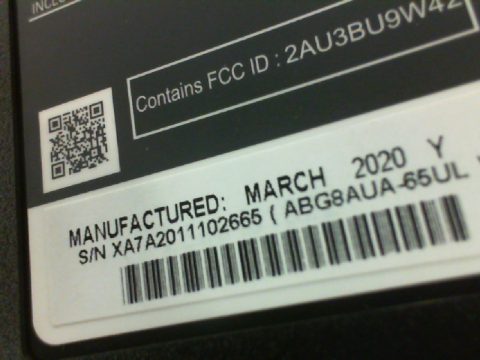 Contains FCC ID : 2AU3BU9W42
MANUFACTURED: MARCH 2020 Y
S/N XA7A2011102665 ( ABG8AUA-65UL